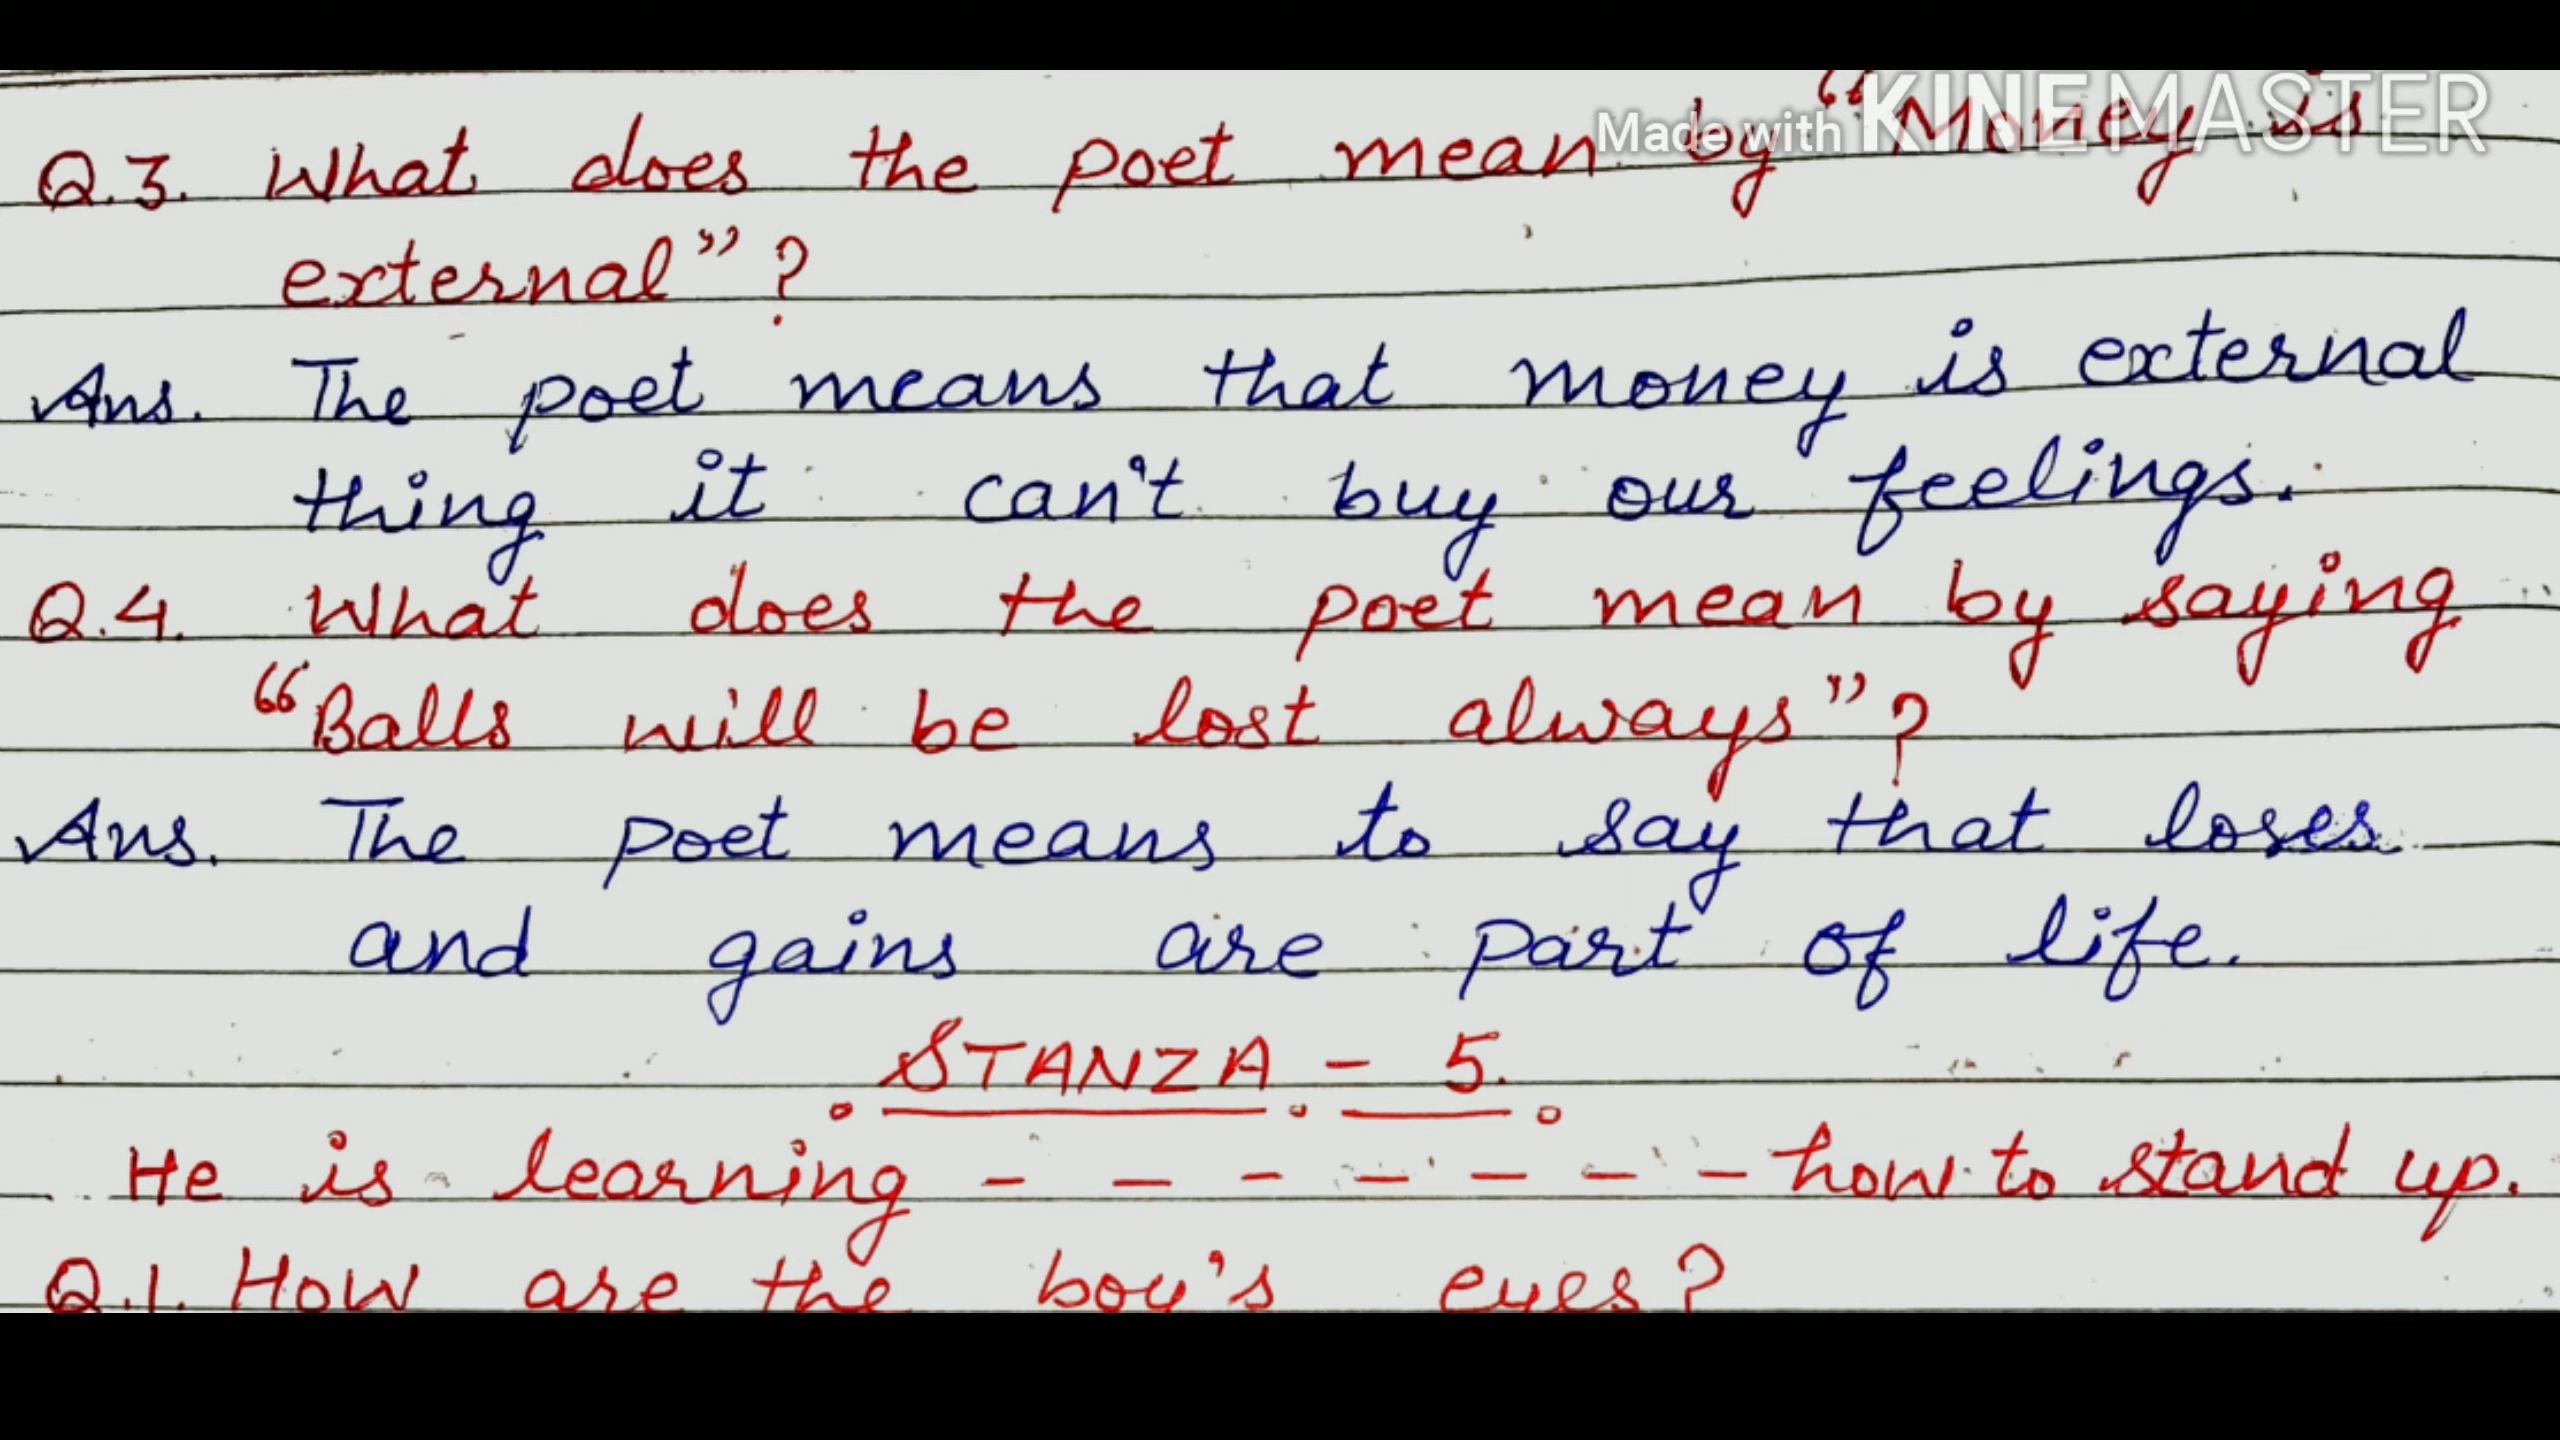 Made with KINEMASTER
Q.3. What does the poet mean by "Money is
external"?
Ans. The poet means that money is external
thing it can't buy our feelings.
Q.4. What does the poet mean by saying
"Balls will be lost always"?
Ans. The poet means to say that loses
and gains are part of life.
STANZA - 5.
He is learning - - - - - - - how to stand up.
Q.1. How are the boy's eyes?